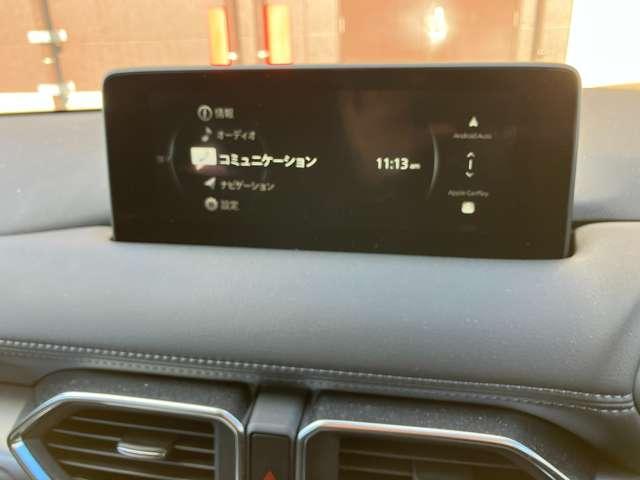 情報
オーディオ
コミュニケーション
11:13 am
ナビゲーション
設定
Android Auto
Apple CarPlay